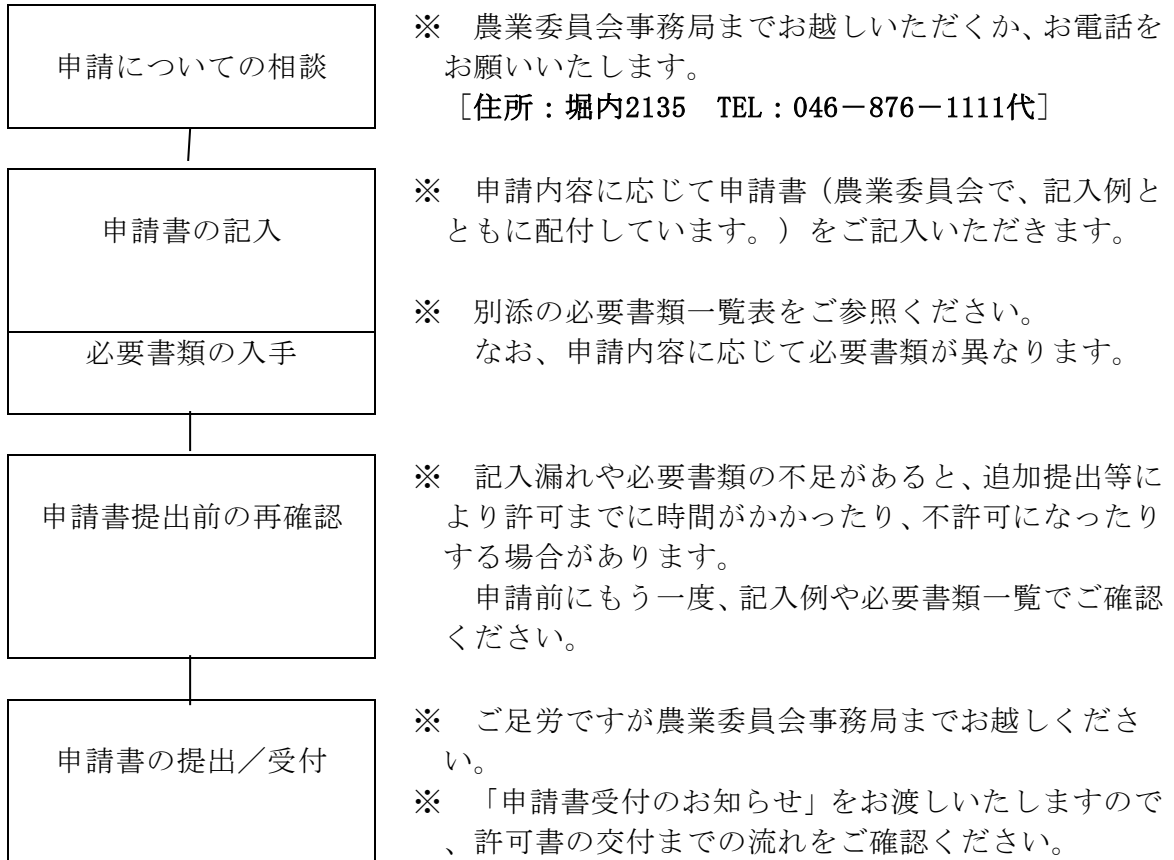 申請についての相談
※　農業委員会事務局までお越しいただくか、お電話を
お願いいたします。
［住所：堀内2135　TEL：046－876－1111代］
申請書の記入
※　申請内容に応じて申請書（農業委員会で、記入例と
ともに配付しています。）をご記入いただきます。
必要書類の入手
※　別添の必要書類一覧表をご参照ください。
なお、申請内容に応じて必要書類が異なります。
申請書提出前の再確認
※　記入漏れや必要書類の不足があると、追加提出等に
より許可までに時間がかかったり、不許可になったり
する場合があります。
申請前にもう一度、記入例や必要書類一覧でご確認
ください。
申請書の提出／受付
※　ご足労ですが農業委員会事務局までお越しくださ
い。
※　「申請書受付のお知らせ」をお渡しいたしますので
、許可書の交付までの流れをご確認ください。